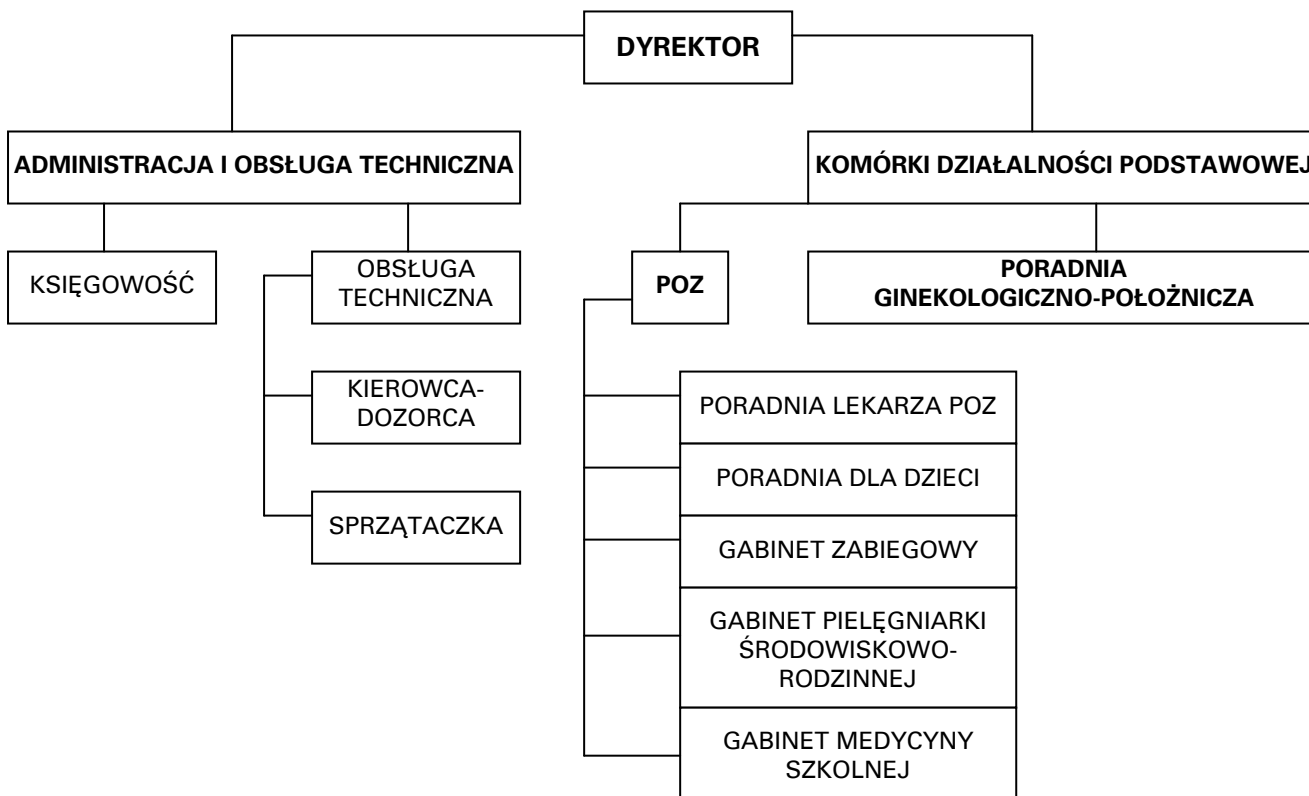 DYREKTOR
ADMINISTRACJA I OBSŁUGA TECHNICZNA
KOMÓRKI DZIAŁALNOŚCI PODSTAWOWEJ
KSIĘGOWOŚĆ
OBSŁUGA
TECHNICZNA
POZ
PORADNIA
GINEKOLOGICZNO-POŁOŻNICZA
KIEROWCA-
DOZORCA
SPRZĄTACZKA
PORADNIA LEKARZA POZ
PORADNIA DLA DZIECI
GABINET ZABIEGOWY
GABINET PIELĘGNIARKI
ŚRODOWISKOWO-
RODZINNEJ
GABINET MEDYCYNY
SZKOLNEJ